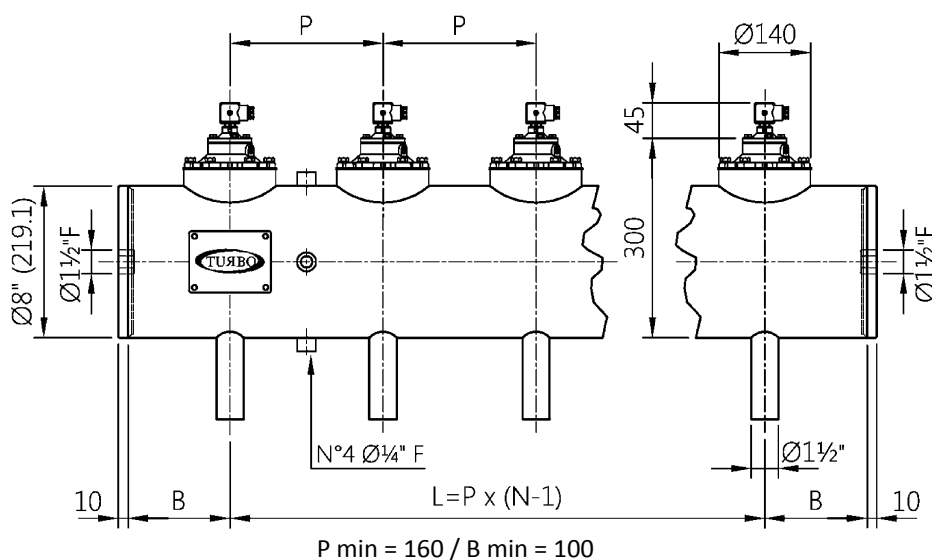 P
P
Ø140
45
300
Ø8" (219.1)
Ø1½"F
TUЯBO
Ø1½"F
N°4 Ø¼" F
Ø1½"
10
B
L=P x (N-1)
B
10
P min = 160 / B min = 100